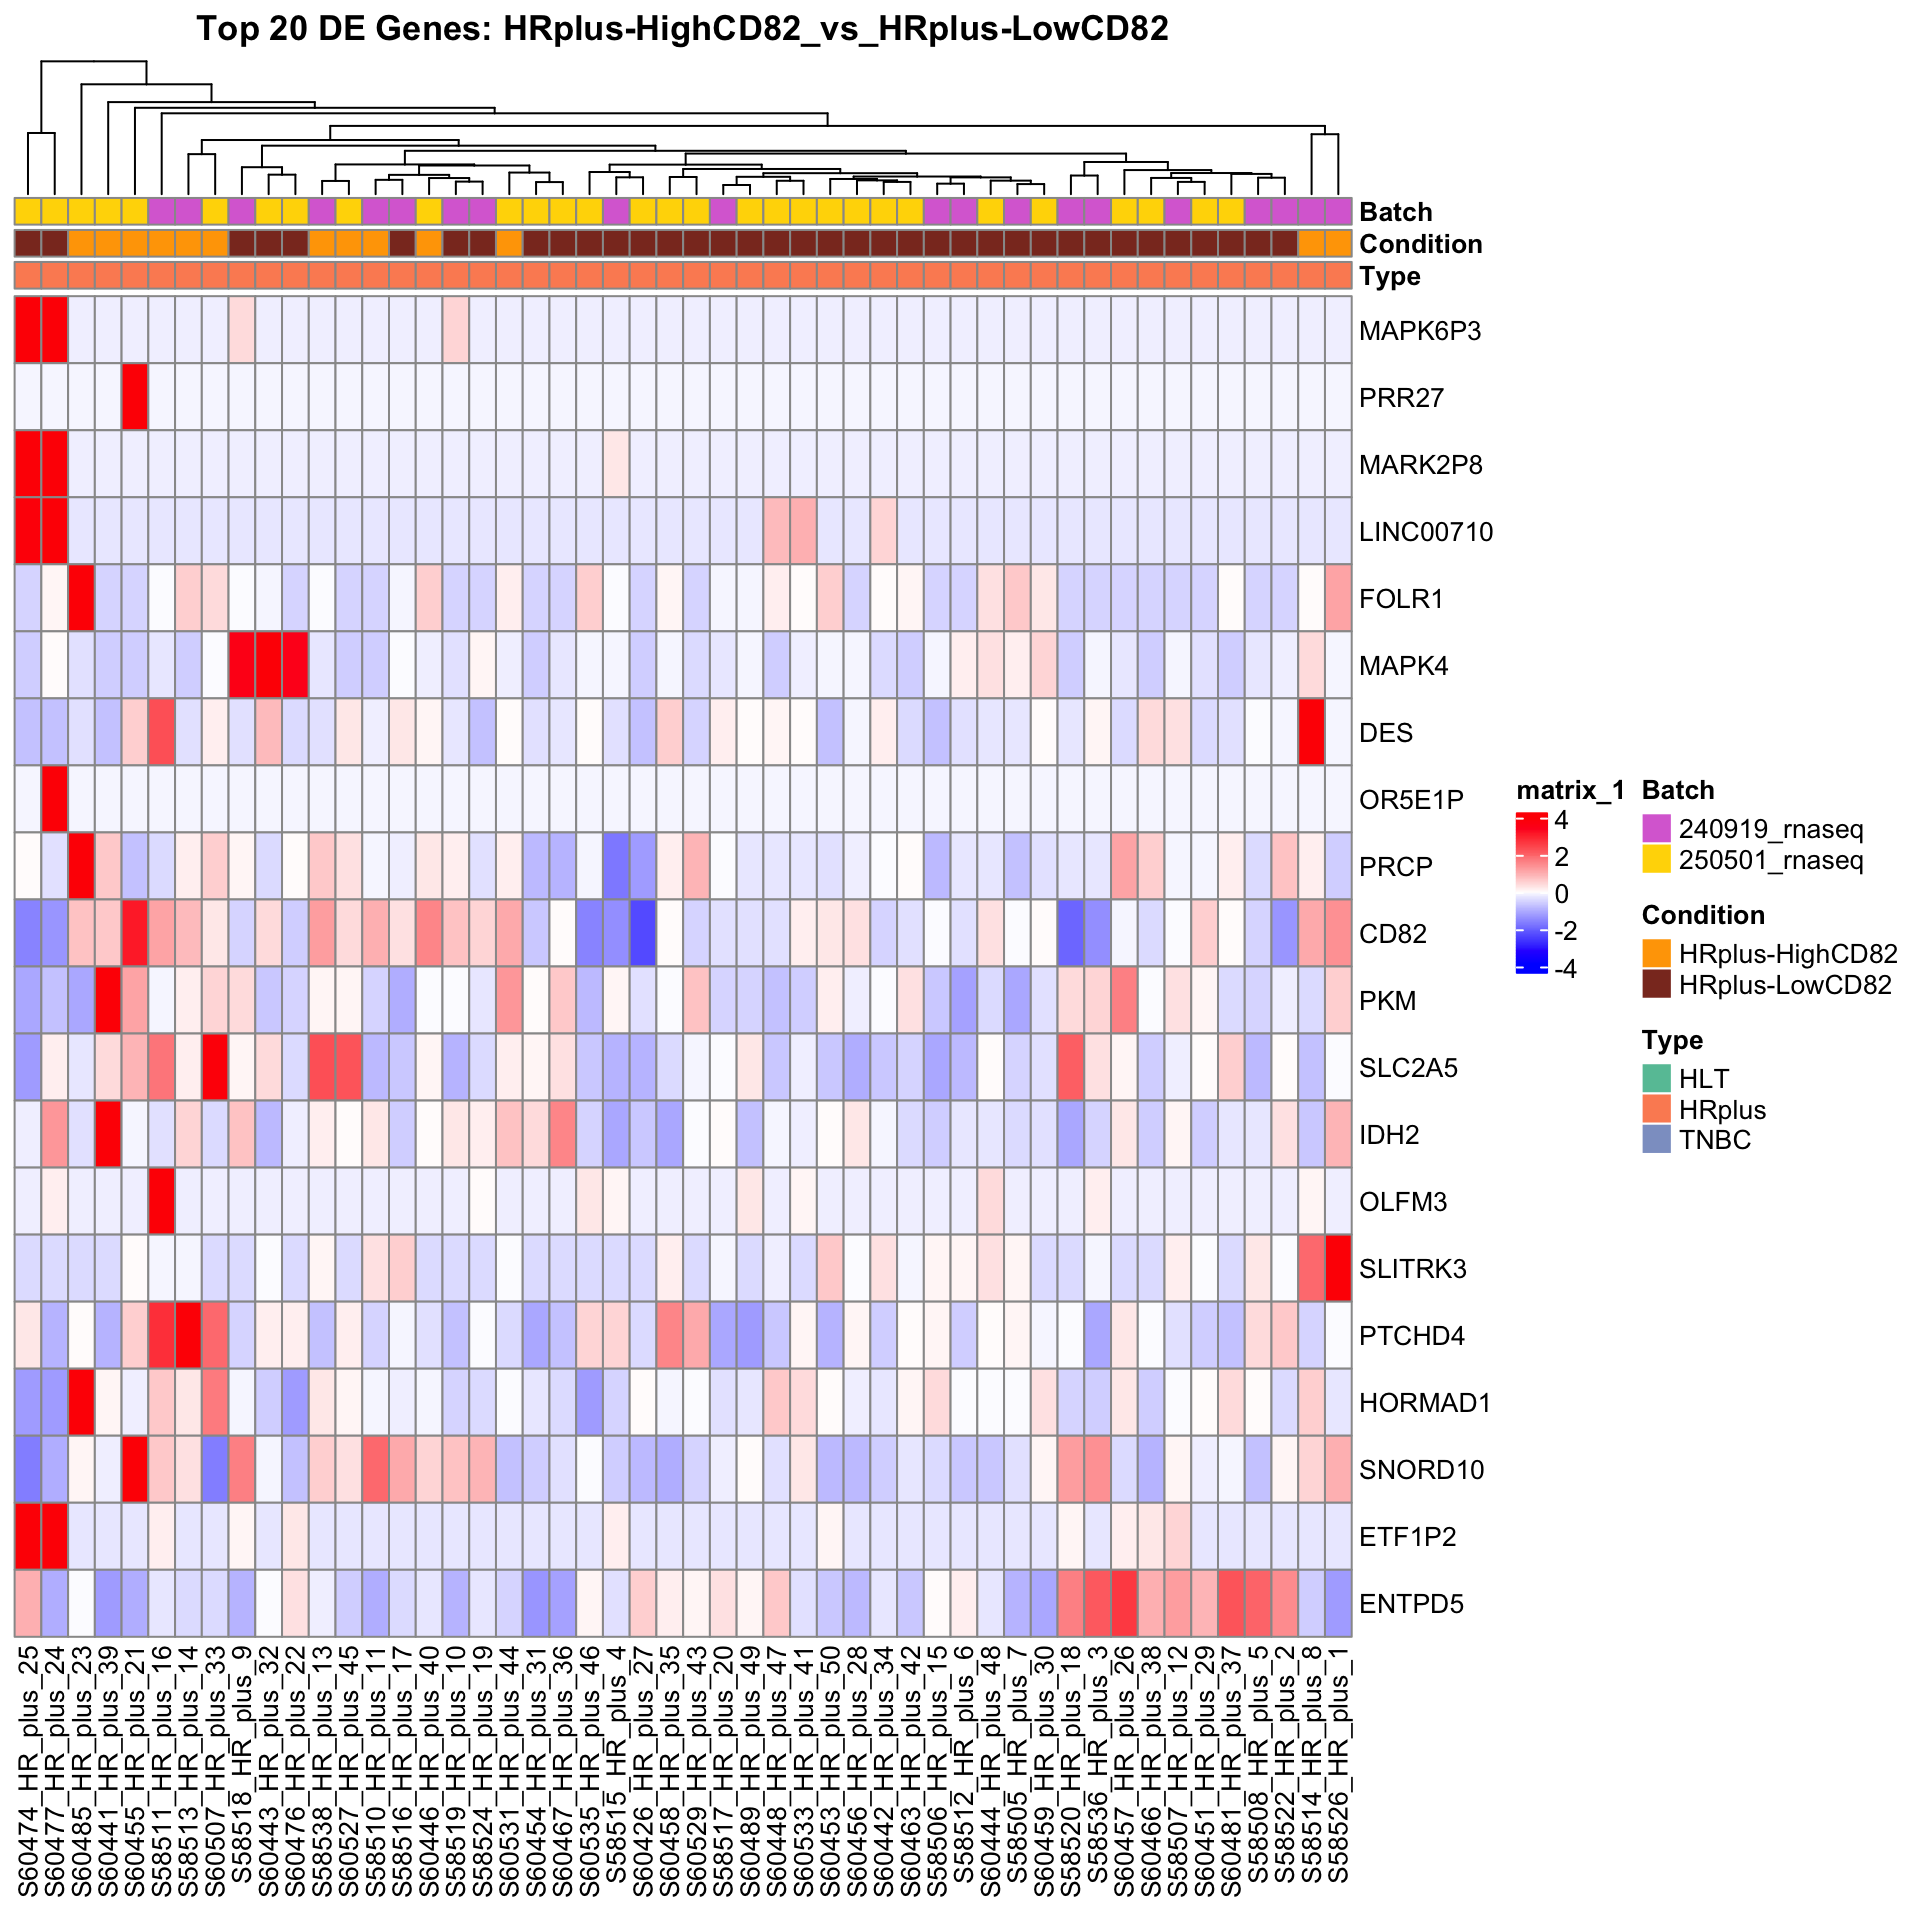 Top 20 DE Genes: HRplus-HighCD82_vs_HRplus-LowCD82
Batch
Condition
Type
MAPK6P3
PRR27
MARK2P8
LINC00710
FOLR1
MAPK4
DES
OR5E1P
PRCP
CD82
PKM
SLC2A5
IDH2
OLFM3
SLITRK3
PTCHD4
HORMAD1
SNORD10
ETF1P2
ENTPD5
matrix_1
4
2
0
-2
-4
Batch
240919_rnaseq
250501_rnaseq
Condition
HRplus-HighCD82
HRplus-LowCD82
Type
HLT
HRplus
TNBC
S60474_HR_plus_25
S60477_HR_plus_24
S60485_HR_plus_23
S60441_HR_plus_39
S60455_HR_plus_21
S58511_HR_plus_16
S58513_HR_plus_14
S60507_HR_plus_33
S58518_HR_plus_9
S60443_HR_plus_32
S60476_HR_plus_22
S58538_HR_plus_13
S60527_HR_plus_45
S58510_HR_plus_11
S58516_HR_plus_17
S60446_HR_plus_40
S58519_HR_plus_10
S58524_HR_plus_19
S60531_HR_plus_44
S60454_HR_plus_31
S60467_HR_plus_36
S60535_HR_plus_46
S58515_HR_plus_4
S60426_HR_plus_27
S60458_HR_plus_35
S60529_HR_plus_43
S58517_HR_plus_20
S60489_HR_plus_49
S60448_HR_plus_47
S60533_HR_plus_41
S60453_HR_plus_50
S60456_HR_plus_28
S60442_HR_plus_34
S60463_HR_plus_42
S58506_HR_plus_15
S58512_HR_plus_6
S60444_HR_plus_48
S58505_HR_plus_7
S60459_HR_plus_30
S58520_HR_plus_18
S58536_HR_plus_3
S60457_HR_plus_26
S60466_HR_plus_38
S58507_HR_plus_12
S60451_HR_plus_29
S60481_HR_plus_37
S58508_HR_plus_5
S58522_HR_plus_2
S58514_HR_plus_8
S58526_HR_plus_1